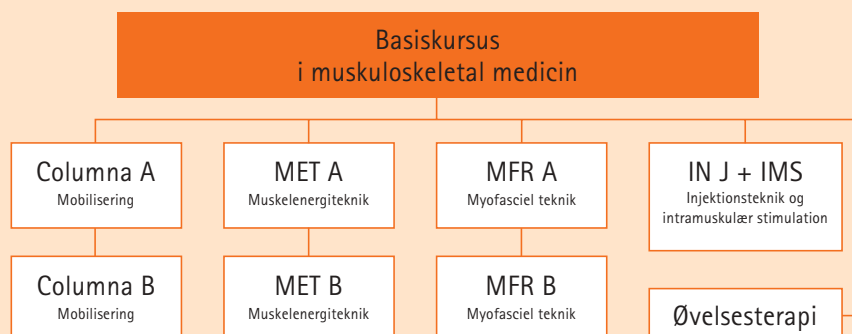 Basiskursus
i muskuloskeletal medicin
Columna A
Mobilisering
MET A
Muskelenergiteknik
MFR A
Myofasciel teknik
IN J + IMS
Injektionsteknik og
intramuskulær stimulation
Columna B
Mobilisering
MET B
Muskelenergiteknik
MFR B
Myofasciel teknik
Øvelsesterapi